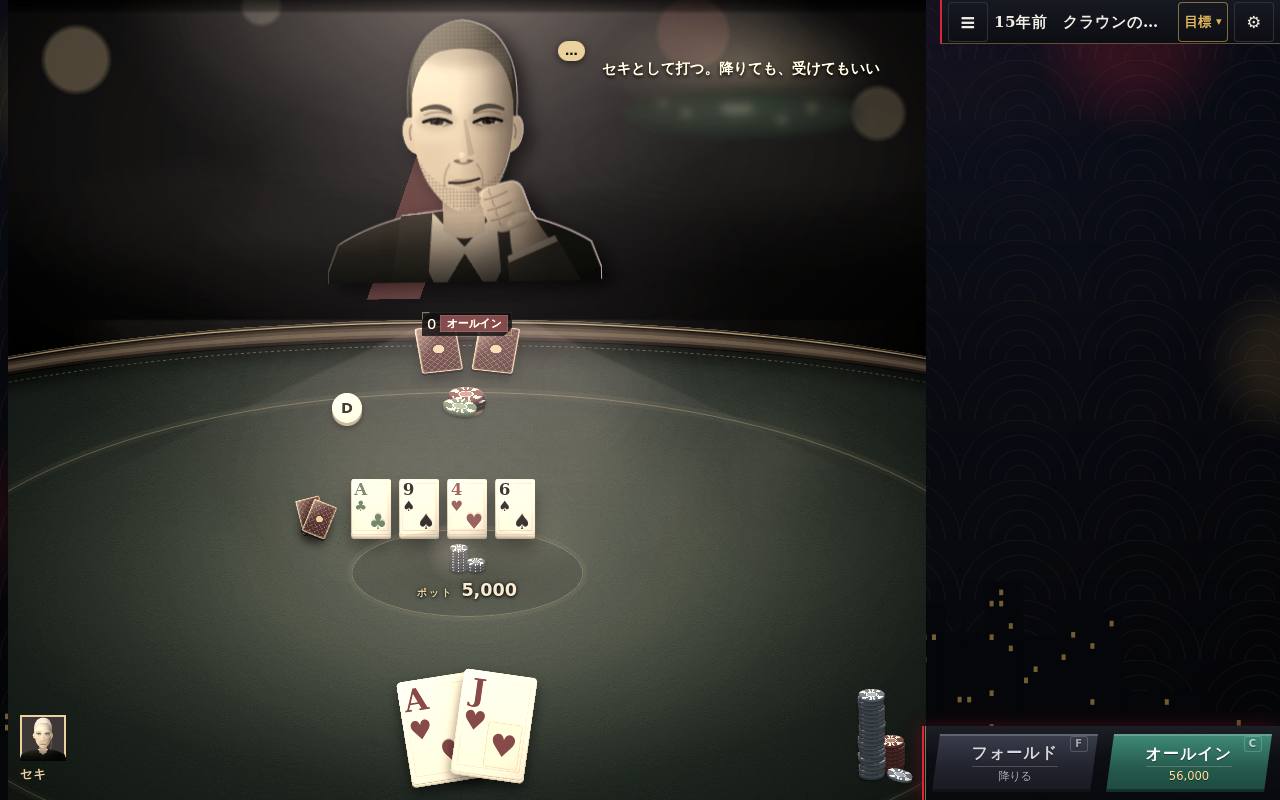 ☰ 15年前 クラウンの… 目標 ▾ ⚙
…
セキとして打つ。降りても、受けてもいい
0 オールイン
D
A 9 4 6
ポット 5,000
A J
セキ
フォールド F
降りる
オールイン C
56,000